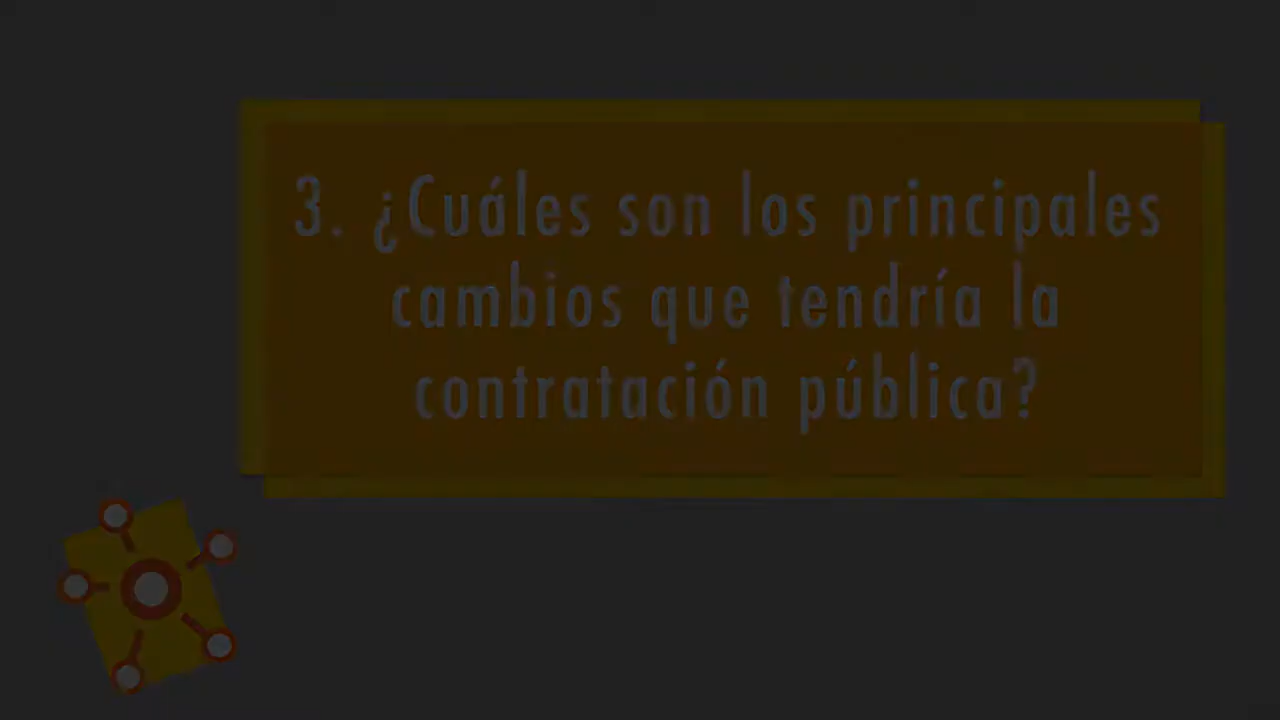 3. ¿Cuáles son los principales
cambios que tendría la
contratación pública?